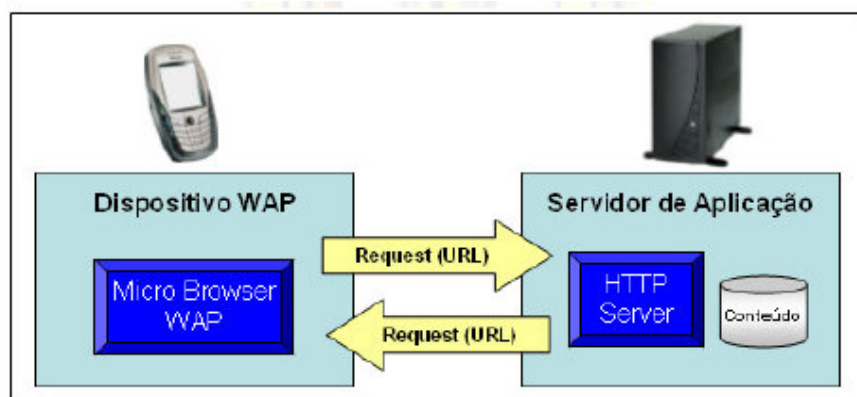 Dispositivo WAP
Micro Browser
WAP
Request (URL)
Request (URL)
Servidor de Aplicação
HTTP
Server
Conteúdo